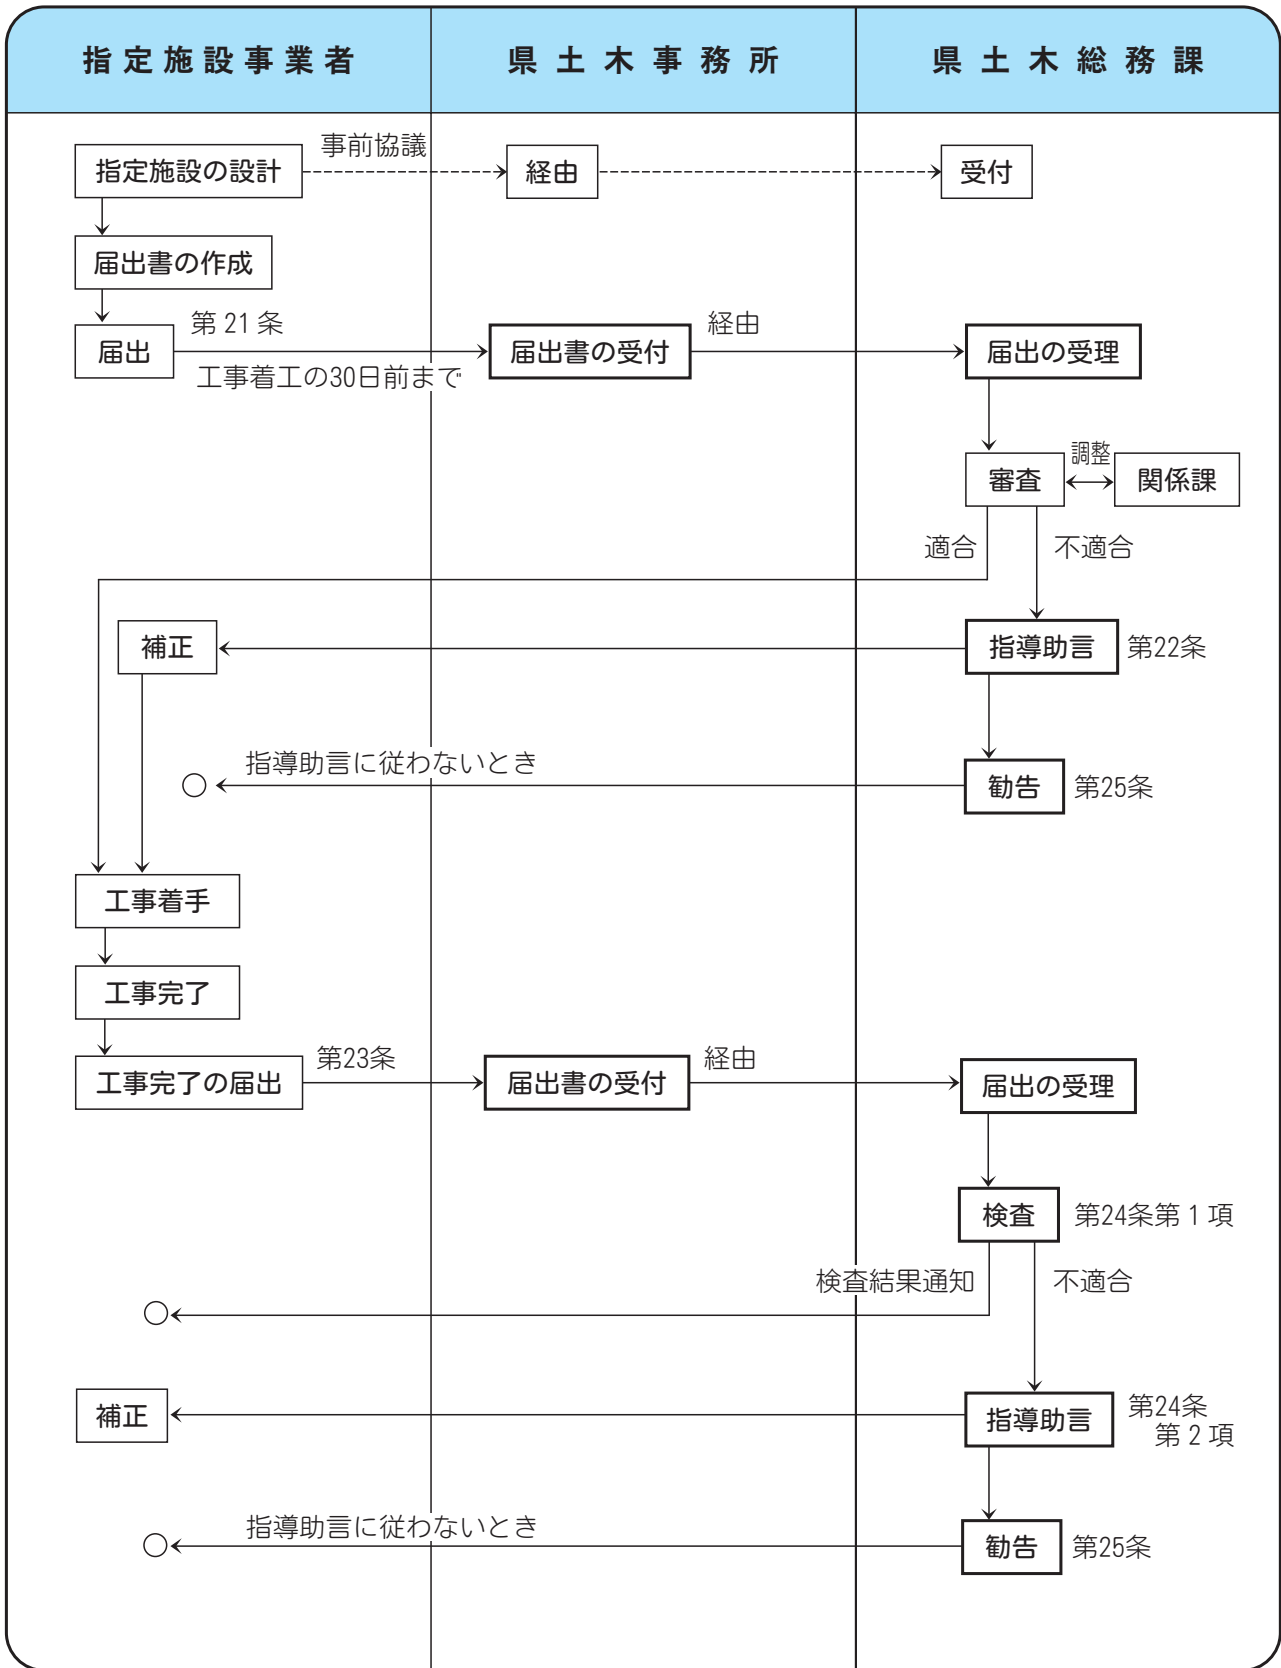 指定施設事業者
県土木事務所
県土木総務課
事前協議
指定施設の設計
経由
受付
届出書の作成
第21条
経由
届出
届出書の受付
届出の受理
工事着工の30日前まで
調整
審査
関係課
適合
不適合
補正
指導助言
第22条
指導助言に従わないとき
勧告
第25条
工事着手
工事完了
第23条
経由
工事完了の届出
届出書の受付
届出の受理
検査
第24条第1項
検査結果通知
不適合
補正
指導助言
第24条
第2項
指導助言に従わないとき
勧告
第25条